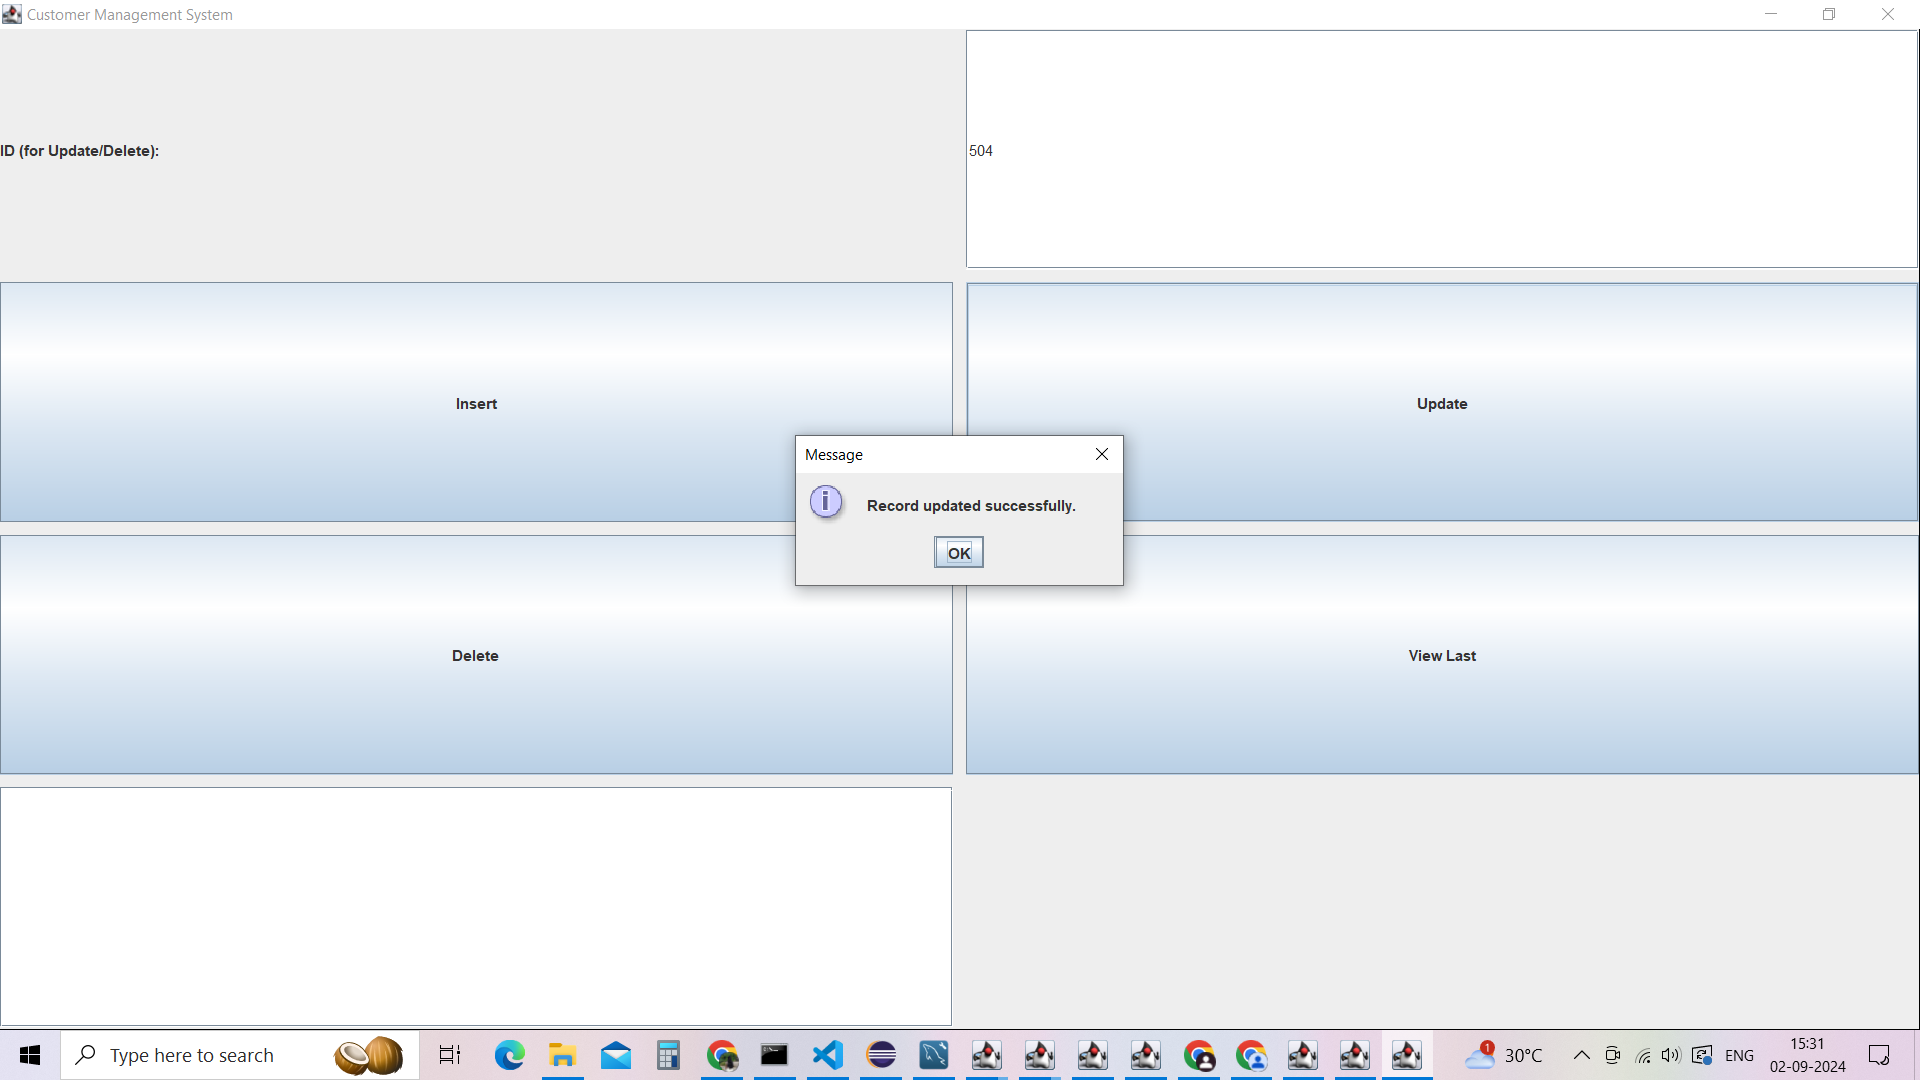 Customer Management System
ID (for Update/Delete):
504
Insert
Update
Message
i
Record updated successfully.
OK
Delete
View Last
Type here to search
1
30°C
ENG
15:31
02-09-2024